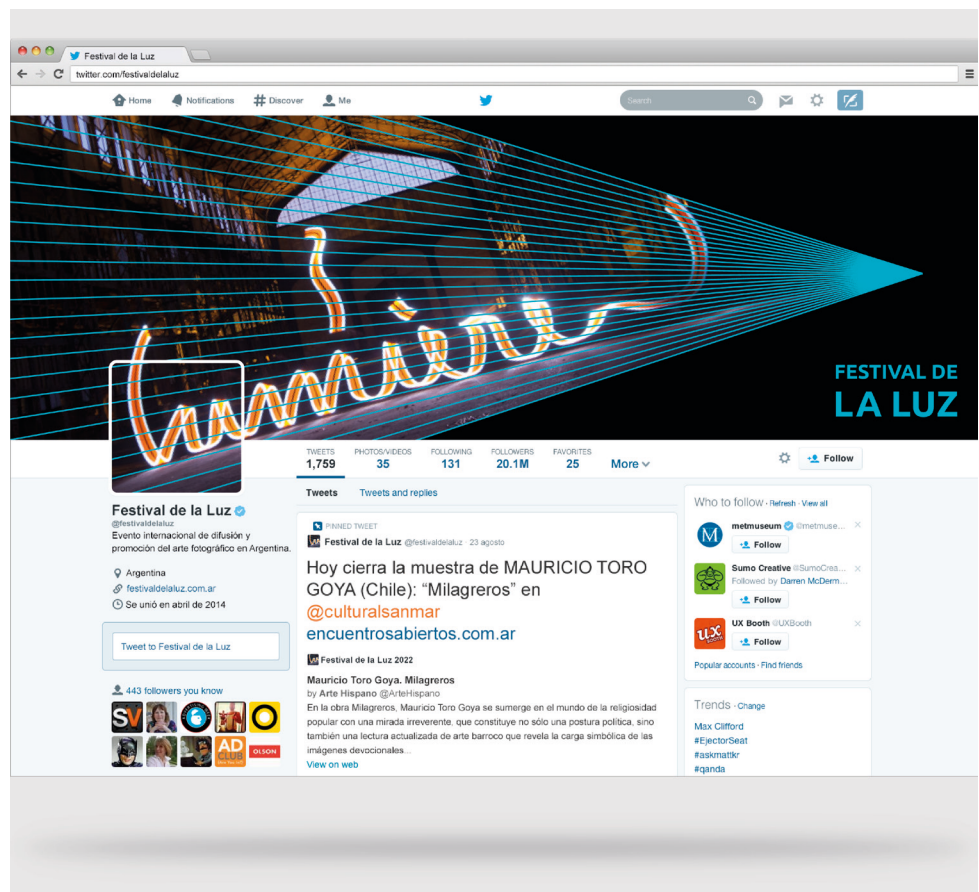 Festival de la Luz
twitter.com/festivaldelaluz
Home
Notifications
Discover
Me
Search
lumière
FESTIVAL DE
LA LUZ
TWEETS
1,759
PHOTOS/VIDEOS
35
FOLLOWING
131
FOLLOWERS
20.1M
FAVORITES
25
More
Follow
Festival de la Luz
@festivaldelaluz
Evento internacional de difusión y
promoción del arte fotográfico en Argentina.
Argentina
festivaldelaluz.com.ar
Se unió en abril de 2014
Tweet to Festival de la Luz
443 followers you know
SV
AD
CLUB
OLSON
Tweets
Tweets and replies
PINNED TWEET
Festival de la Luz @festivaldelaluz · 23 agosto
Hoy cierra la muestra de MAURICIO TORO
GOYA (Chile): “Milagreros” en
@culturalsanmar
encuentrosabiertos.com.ar
Festival de la Luz 2022
Mauricio Toro Goya. Milagreros
by Arte Hispano @ArteHispano
En la obra Milagreros, Mauricio Toro Goya se sumerge en el mundo de la religiosidad
popular con una mirada irreverente, que constituye no sólo una postura política, sino
también una lectura actualizada de arte barroco que revela la carga simbólica de las
imágenes devocionales...
View on web
Who to follow · Refresh · View all
M
metmuseum @metmuse...
Follow
Sumo Creative @SumoCrea...
Followed by Darren McDerm...
Follow
ux
BOOTH
UX Booth @UXBooth
Follow
Popular accounts · Find friends
Trends · Change
Max Clifford
#EjectorSeat
#askmattkr
#qanda